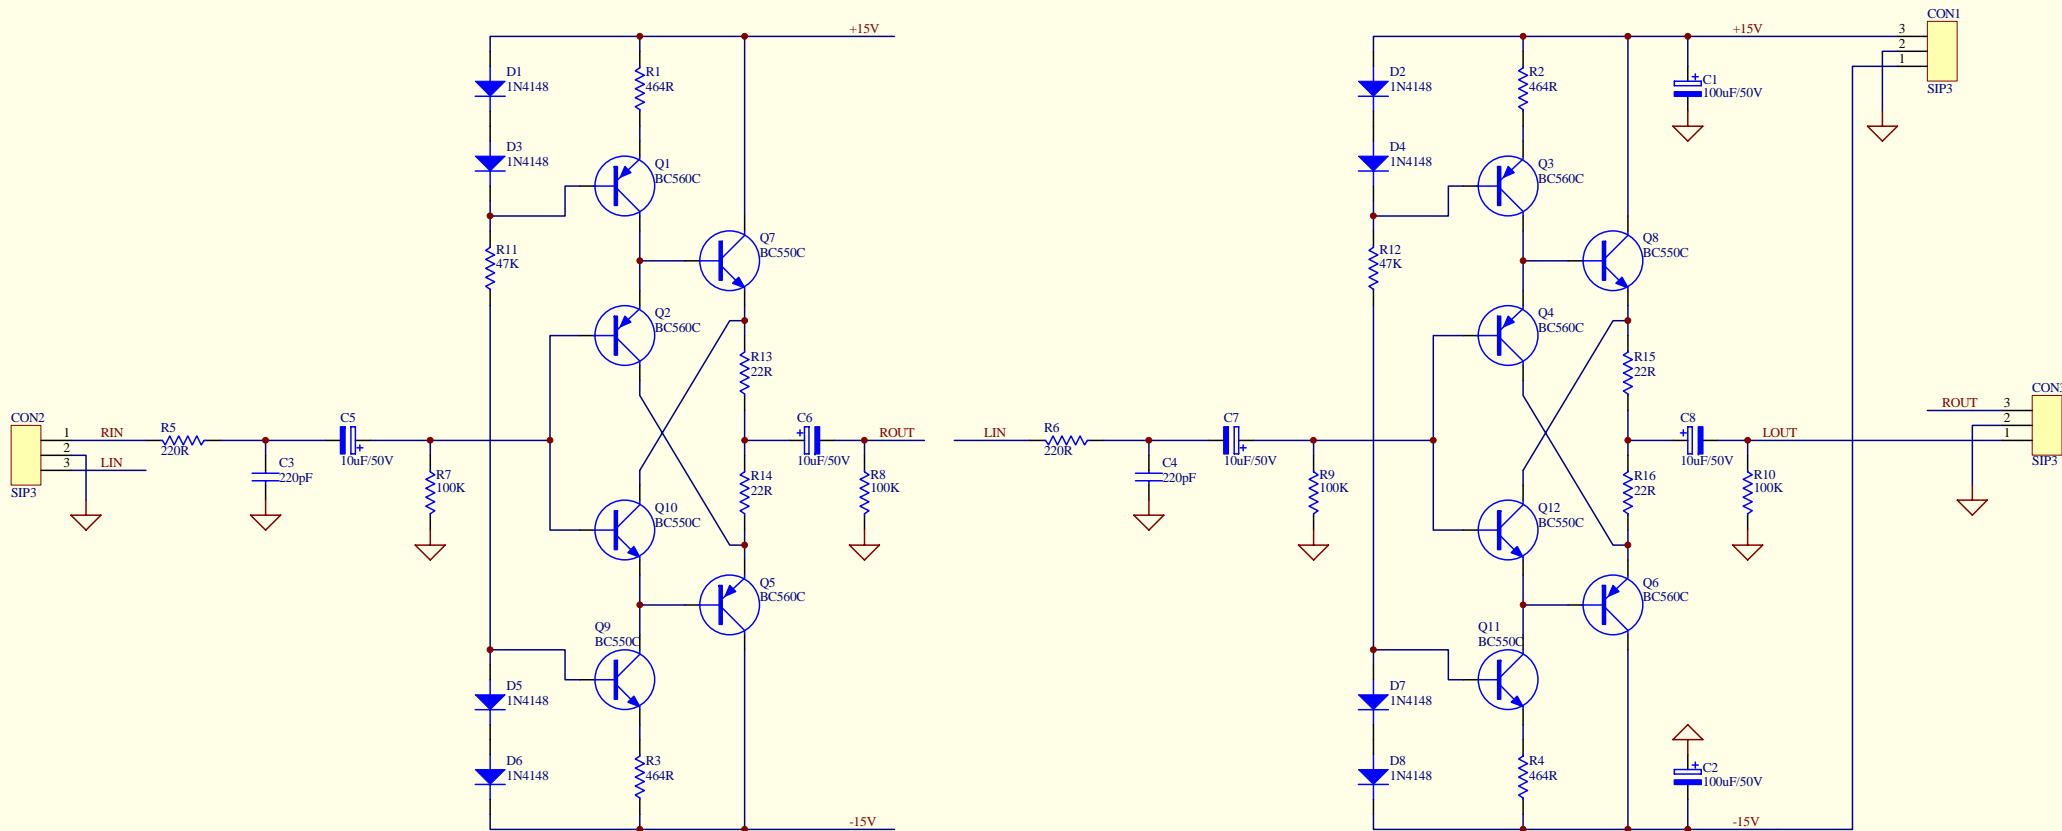 CON1
+15V
+15V
3
2
1
SIP3
D1
1N4148
R1
464R
D2
1N4148
R2
464R
C1
100uF/50V
D3
1N4148
Q1
BC560C
D4
1N4148
Q3
BC560C
Q7
BC550C
Q8
BC550C
R11
47K
R12
47K
Q2
BC560C
Q4
BC560C
R13
22R
R15
22R
CON2
1
2
3
SIP3
RIN
LIN
R5
220R
C3
220pF
C5
10uF/50V
R7
100K
C6
10uF/50V
ROUT
R8
100K
R14
22R
LIN
R6
220R
C4
220pF
C7
10uF/50V
R9
100K
C8
10uF/50V
LOUT
R10
100K
R16
22R
ROUT
3
2
1
SIP3
Q10
BC550C
Q12
BC550C
Q5
BC560C
Q6
BC560C
Q9
BC550C
Q11
BC550C
D5
1N4148
D7
1N4148
D6
1N4148
R3
464R
D8
1N4148
R4
464R
C2
100uF/50V
-15V
-15V